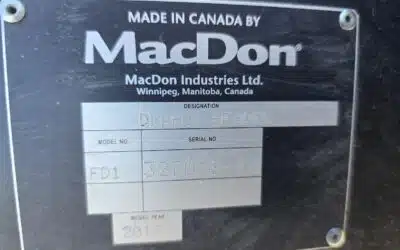 MADE IN CANADA BY
MacDon
MacDon Industries Ltd.
Winnipeg, Manitoba, Canada
DESIGNATION
MODEL NO.
SERIAL NO.
FD1
MODEL YEAR